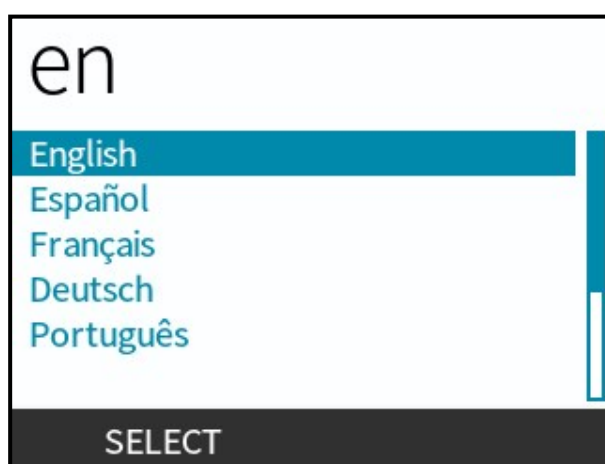 en
English
Español
Français
Deutsch
Português
SELECT